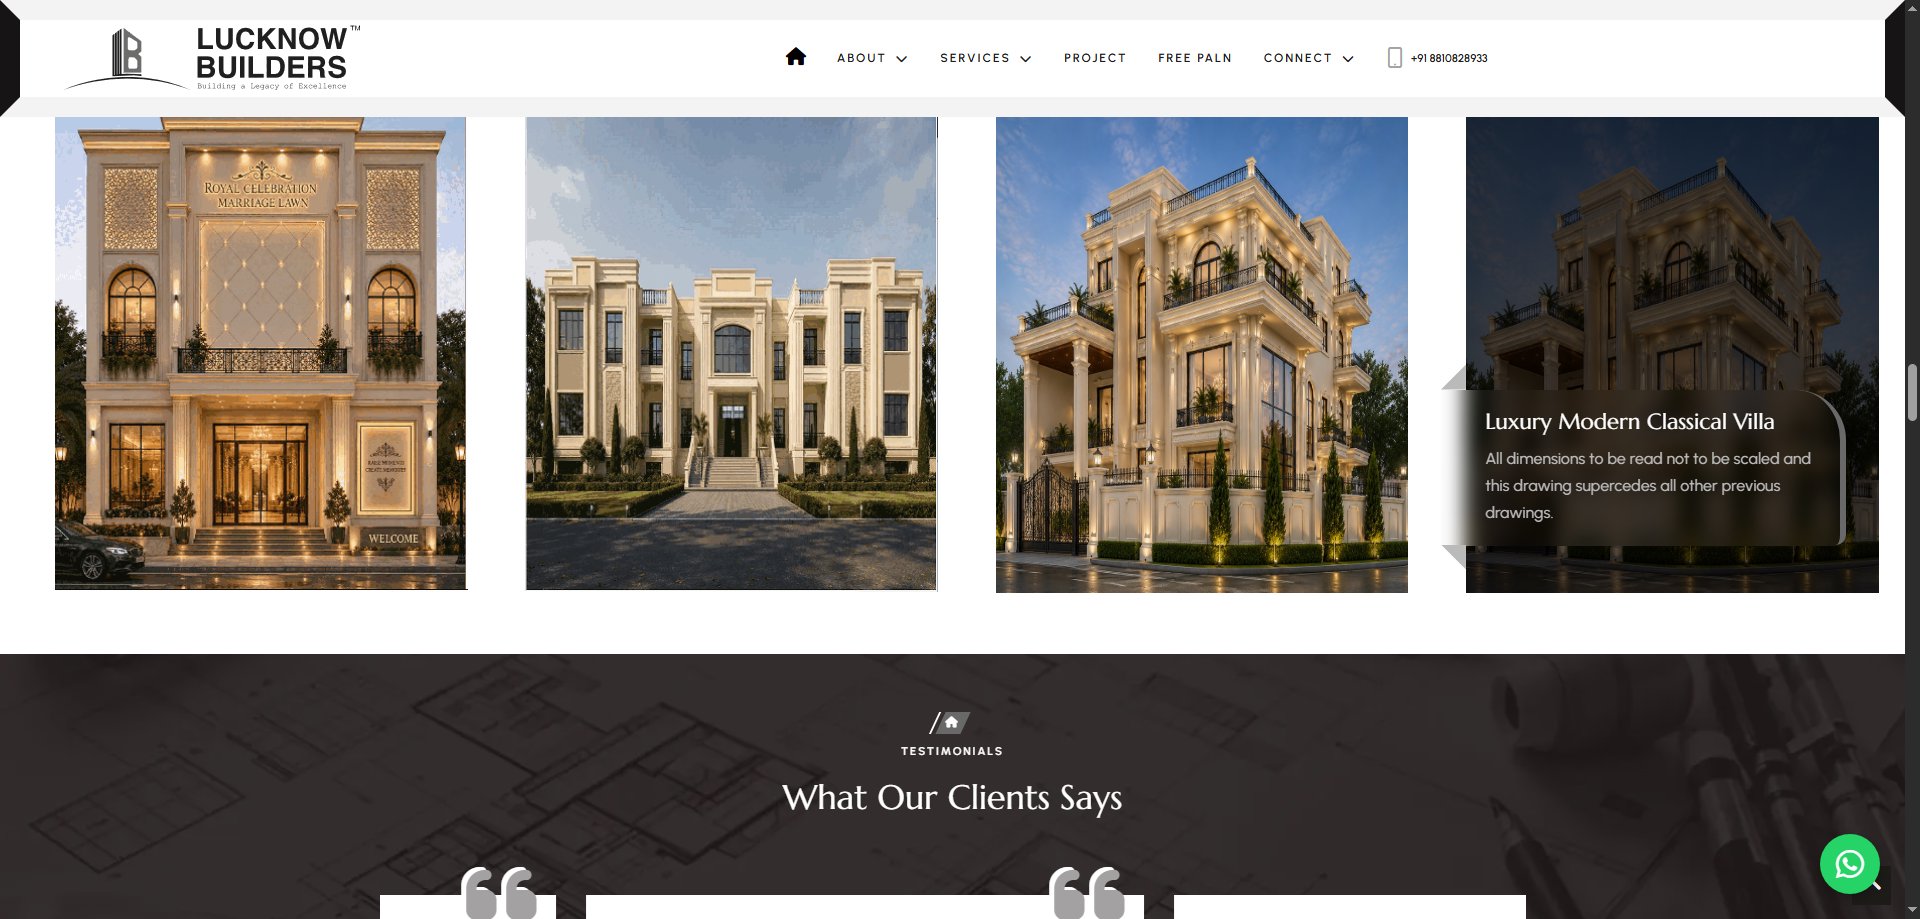 LUCKNOW™
BUILDERS
Building a Legacy of Excellence
ABOUT
SERVICES
PROJECT
FREE PALN
CONNECT
+91 8810828933
ROYAL CELEBRATION
MARRIAGE LAWN
WELCOME
Luxury Modern Classical Villa
All dimensions to be read not to be scaled and
this drawing supercedes all other previous
drawings.
TESTIMONIALS
What Our Clients Says